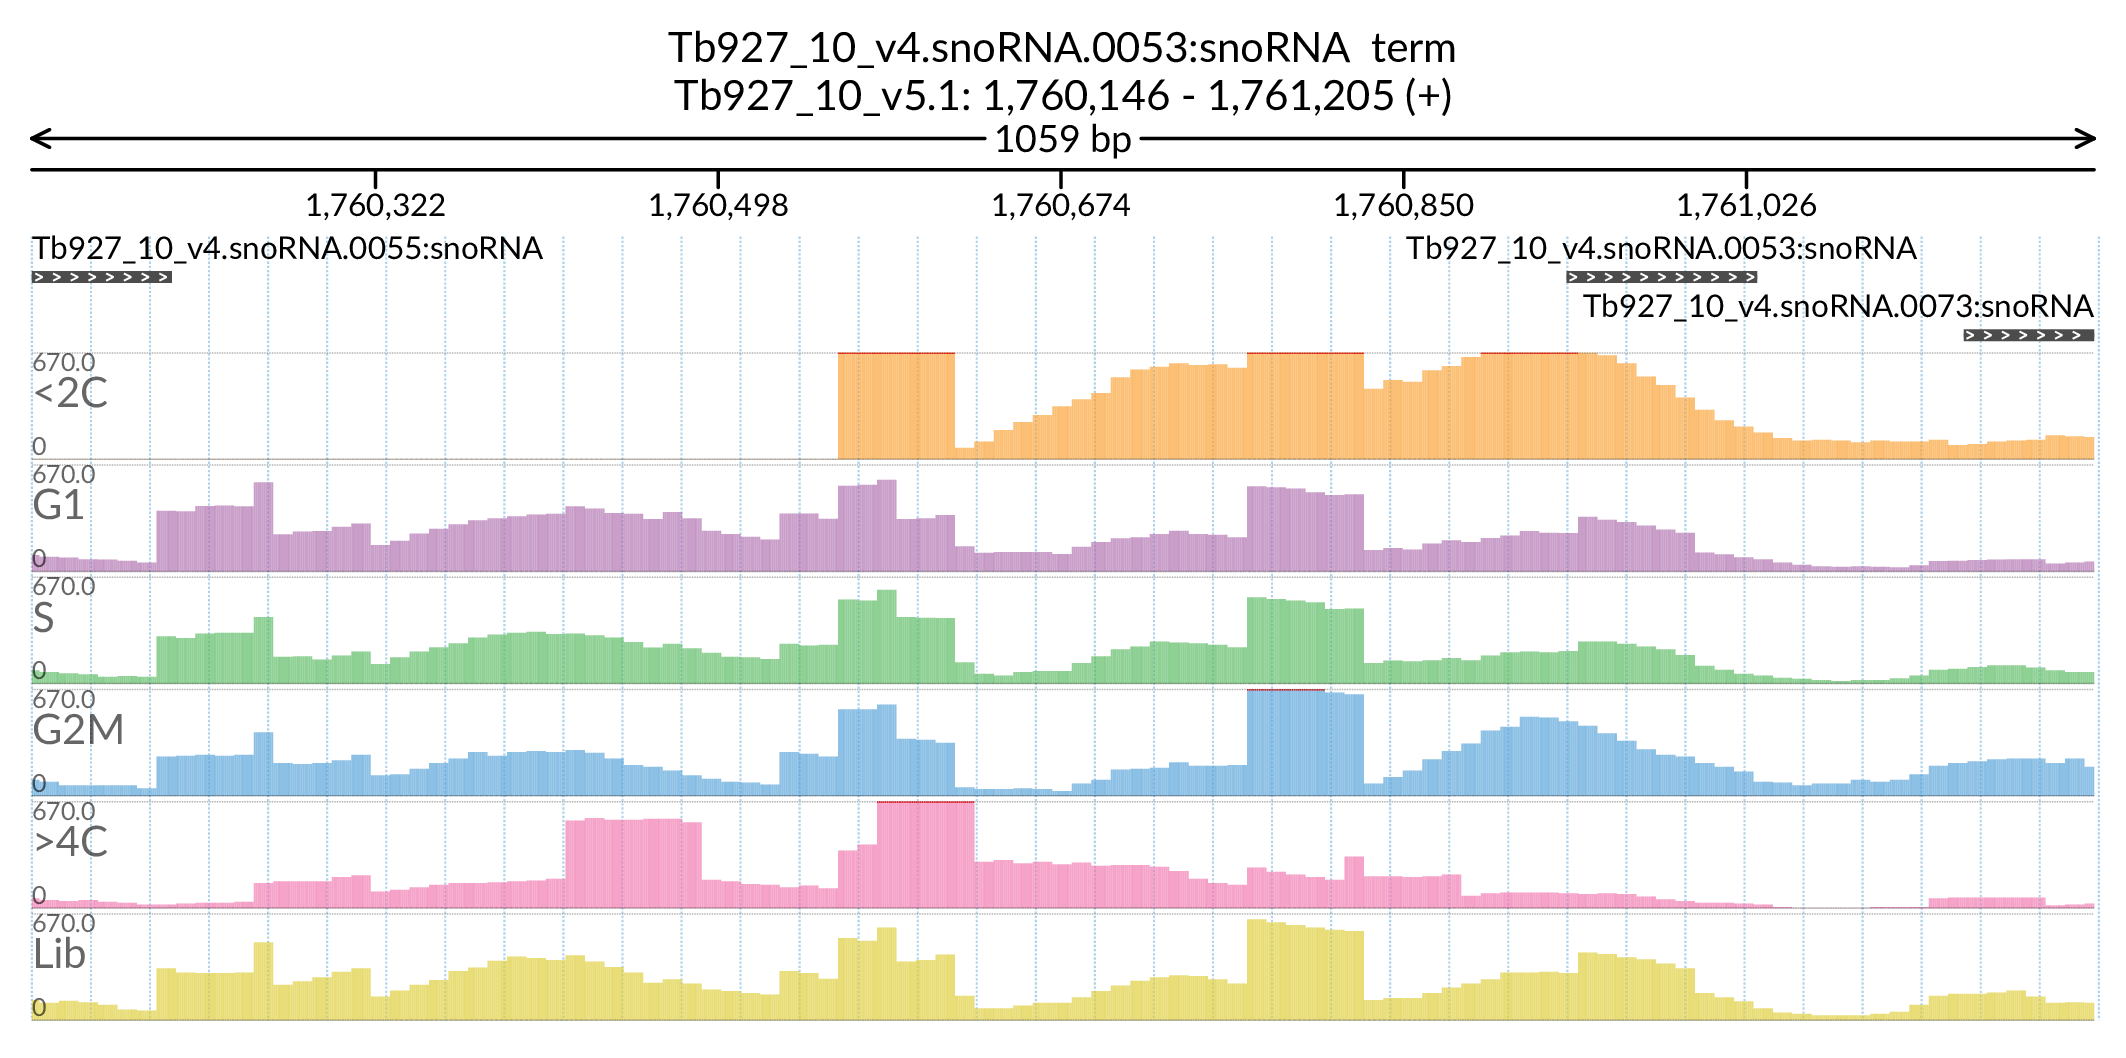 Tb927_10_v4.snoRNA.0053:snoRNA  term
Tb927_10_v5.1: 1,760,146 - 1,761,205 (+)
1059 bp
1,760,322 1,760,498 1,760,674 1,760,850 1,761,026
Tb927_10_v4.snoRNA.0055:snoRNA Tb927_10_v4.snoRNA.0053:snoRNA
Tb927_10_v4.snoRNA.0073:snoRNA
670.0
<2C
0
670.0
G1
0
670.0
S
0
670.0
G2M
0
670.0
>4C
0
670.0
Lib
0